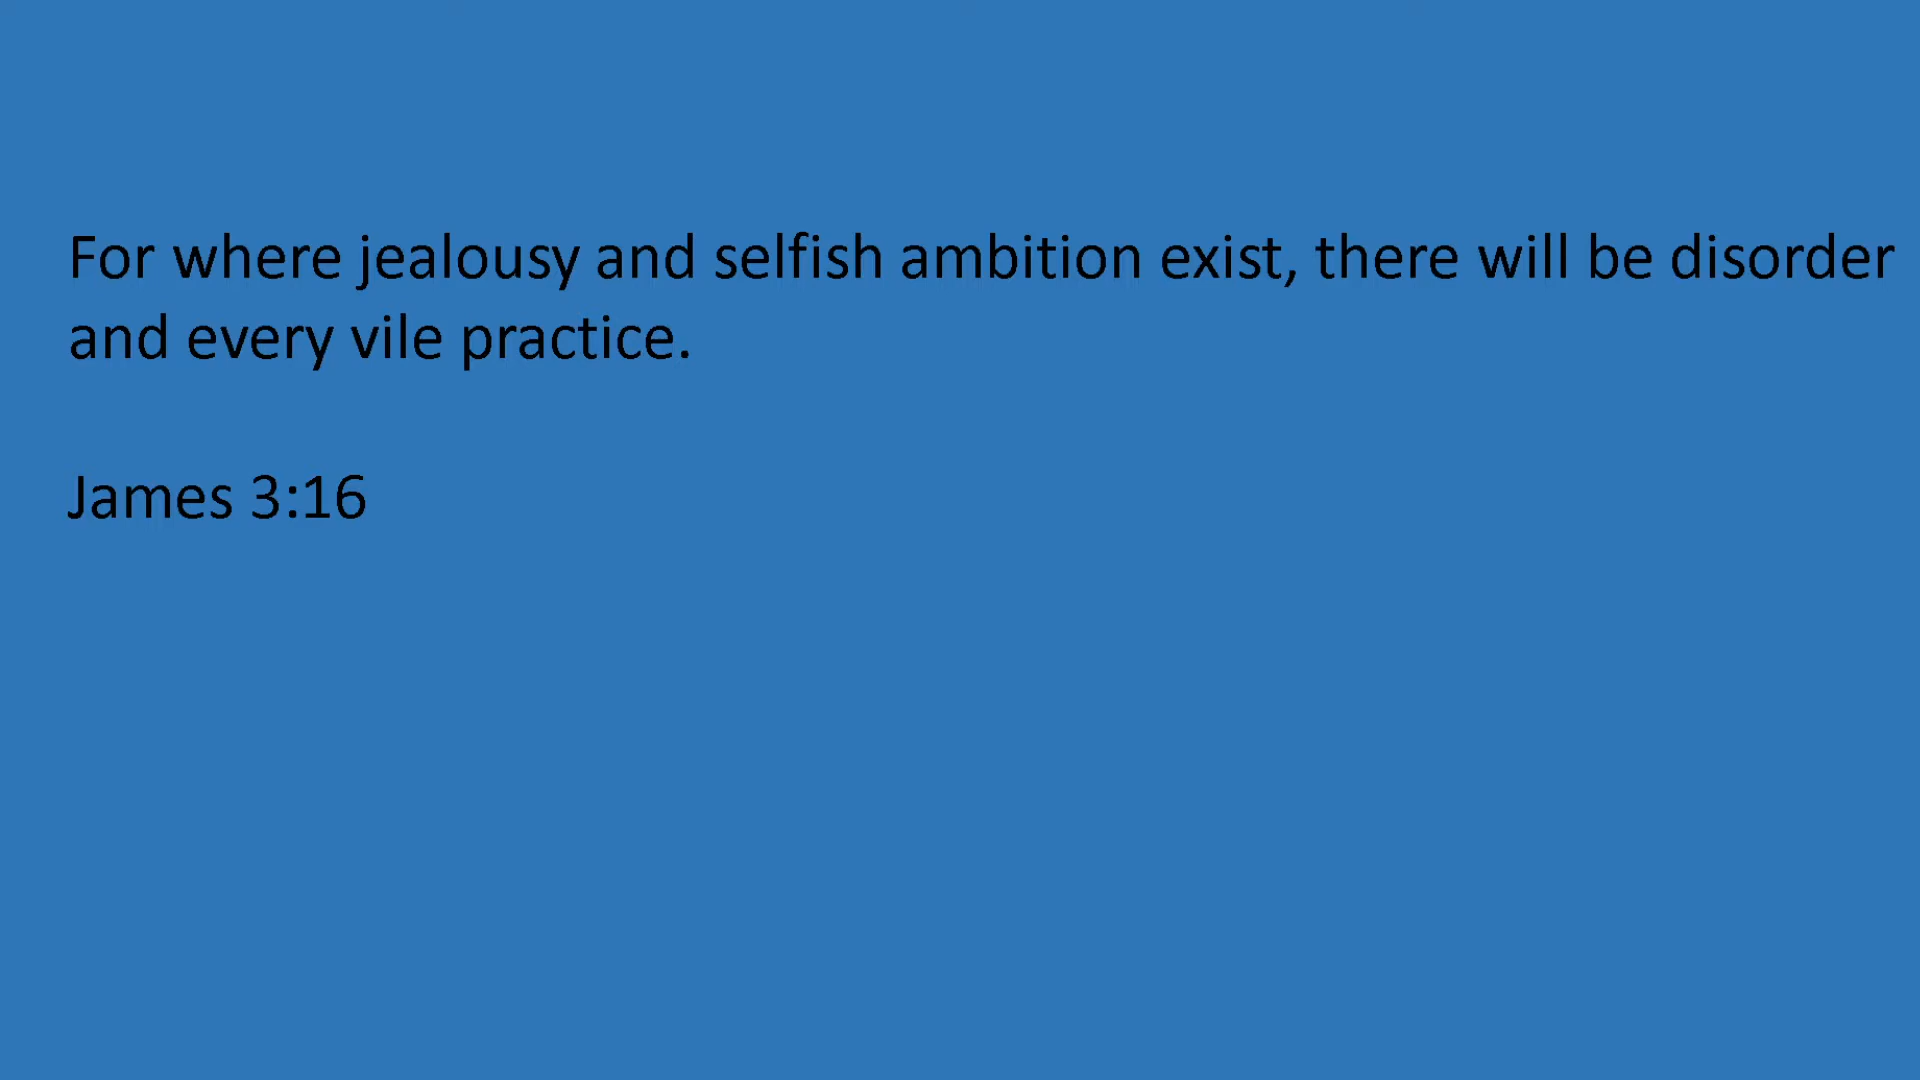 For where jealousy and selfish ambition exist, there will be disorder
and every vile practice.
James 3:16